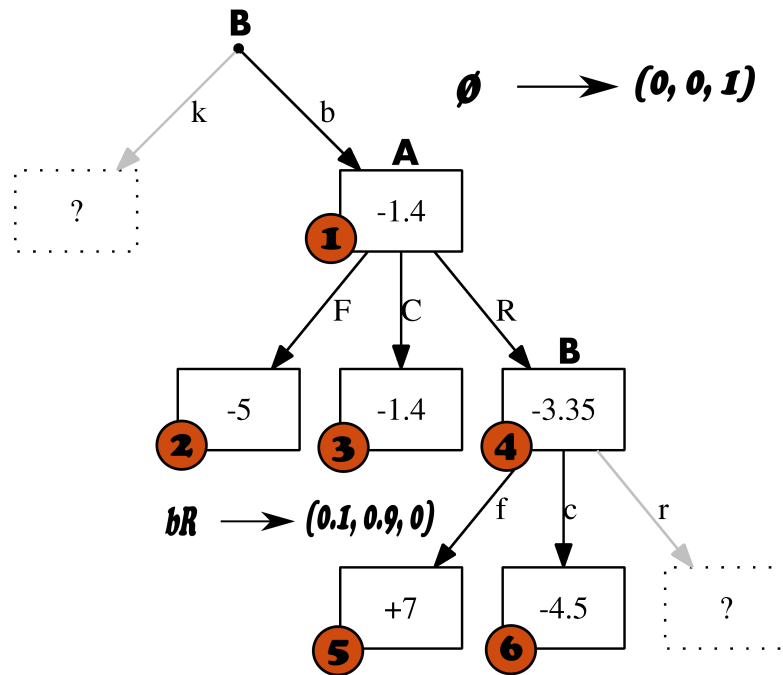 B
ø (0, 0, 1)
k b
A
? -1.4
1
F C R
B
-5 -1.4 -3.35
2 3 4
bR (0.1, 0.9, 0)
f c r
+7 -4.5 ?
5 6